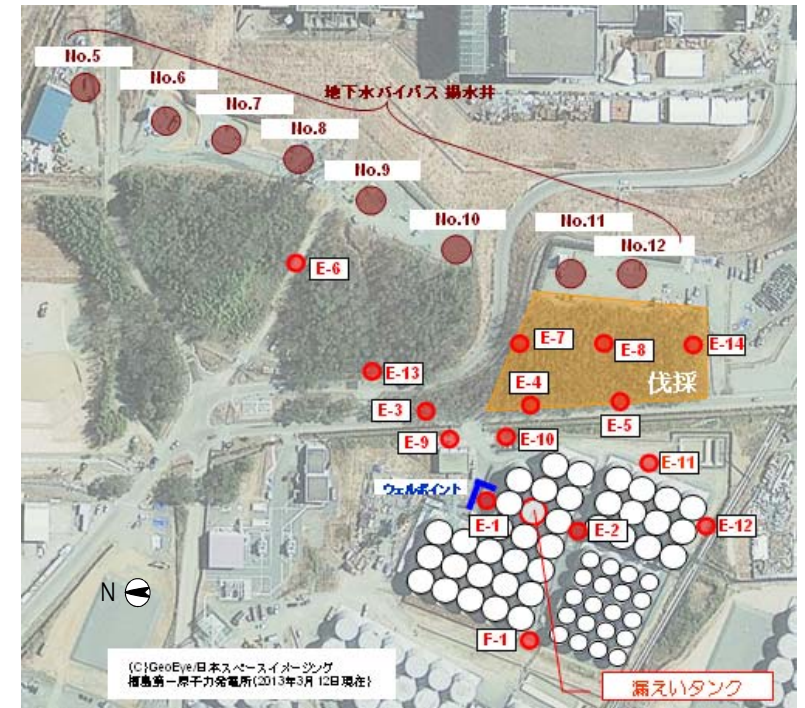 No.5
No.6
No.7
No.8
地下水バイパス 揚水井
No.9
No.10
No.11
No.12
E-6
E-7
E-8
E-14
E-13
伐採
E-4
E-3
E-5
E-9
E-10
E-11
ウェルポイント
E-1
E-2
E-12
N
F-1
(C)GeoEye/日本スペースイメージング
福島第一原子力発電所(2013年3月12日現在)
漏えいタンク